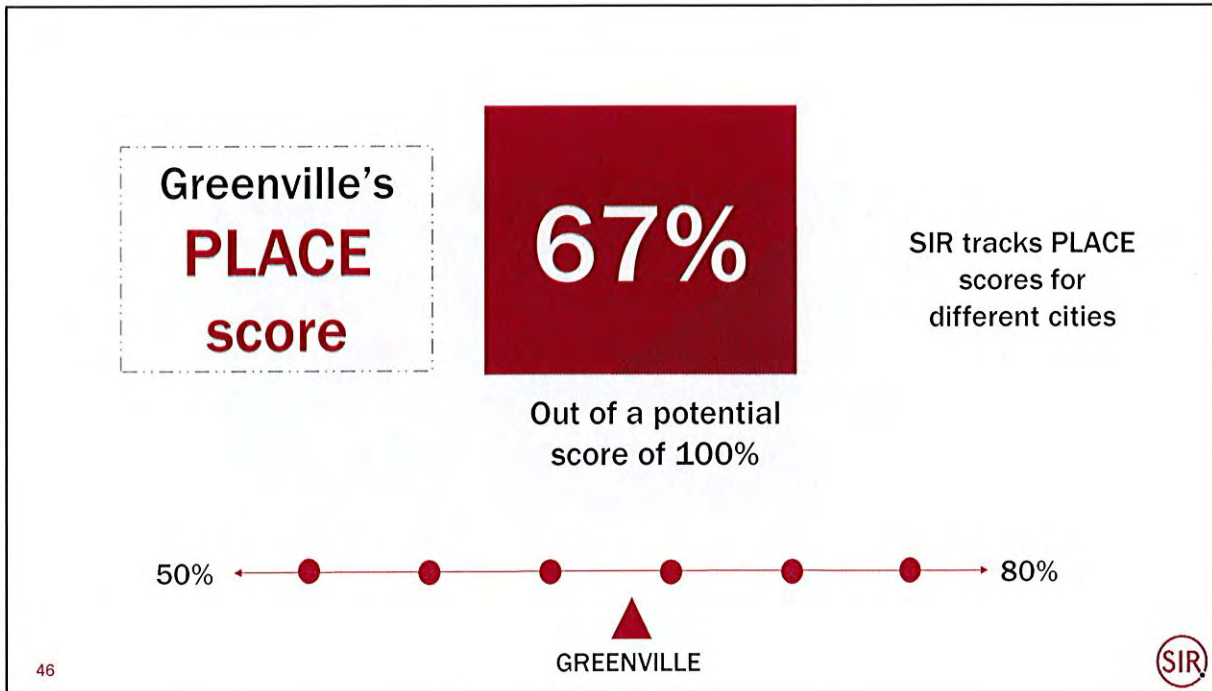 Greenville's
PLACE
score
67%
Out of a potential
score of 100%
SIR tracks PLACE
scores for
different cities
50%
80%
GREENVILLE
46
SIR